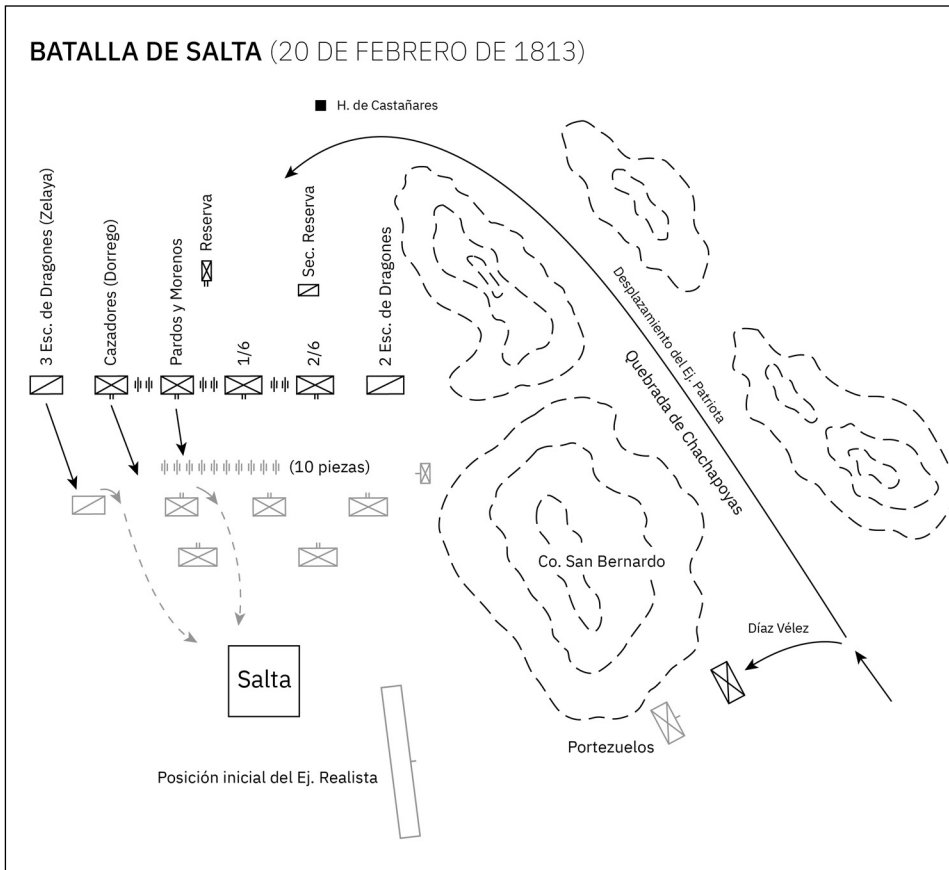 BATALLA DE SALTA (20 DE FEBRERO DE 1813)
H. de Castañares
3 Esc. de Dragones (Zelaya)
Cazadores (Dorrego)
Pardos y Morenos
Reserva
1/6
Sec. Reserva
2/6
2 Esc. de Dragones
Desplazamiento del Ej. Patriota
Quebrada de Chachapoyas
(10 piezas)
Co. San Bernardo
Díaz Vélez
Salta
Portezuelos
Posición inicial del Ej. Realista